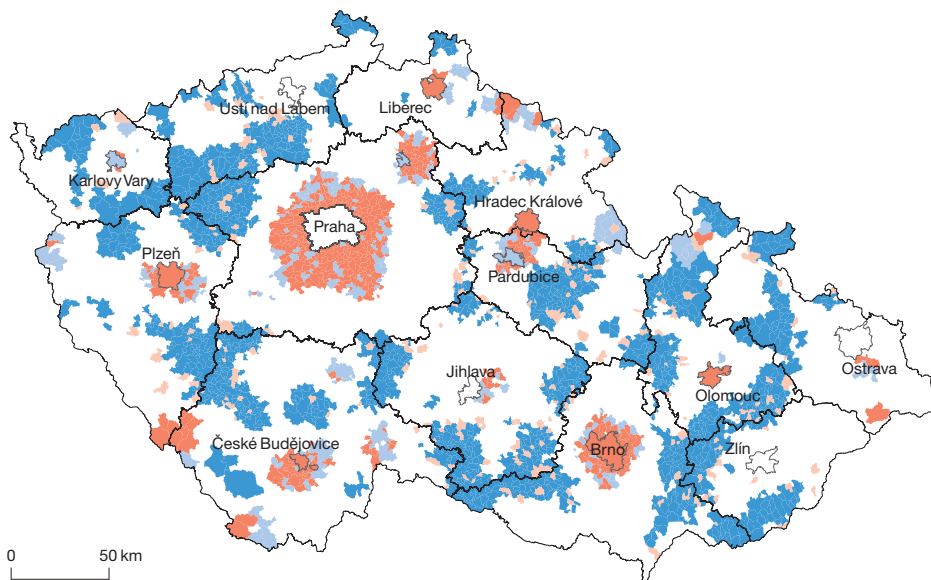 Ústí nad Labem
Liberec
Karlovy Vary
Hradec Králové
Praha
Plzeň
Pardubice
Ostrava
Jihlava
Olomouc
České Budějovice
Brno
Zlín
0 50 km